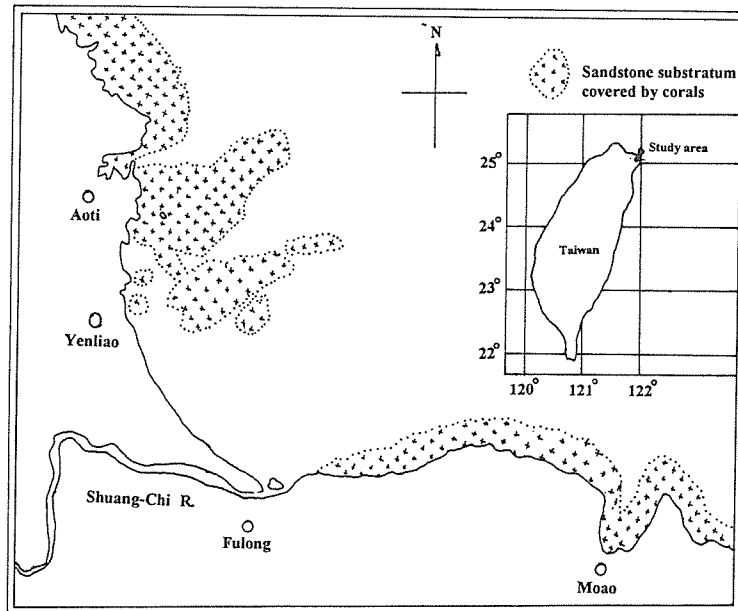 N
Sandstone substratum
covered by corals
Study area
25°
24°
23°
22°
120° 121° 122°
Taiwan
Aoti
Yenliao
Shuang-Chi R.
Fulong
Moao